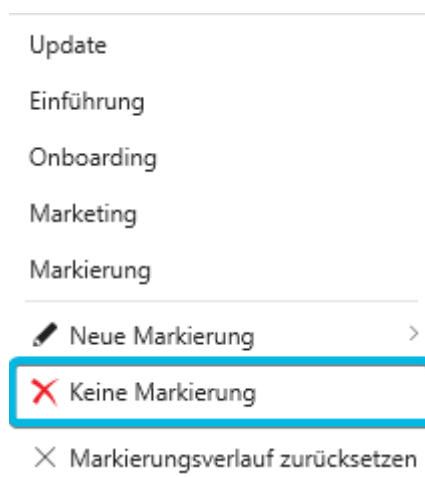 Update
Einführung
Onboarding
Marketing
Markierung
Neue Markierung
Keine Markierung
Markierungsverlauf zurücksetzen